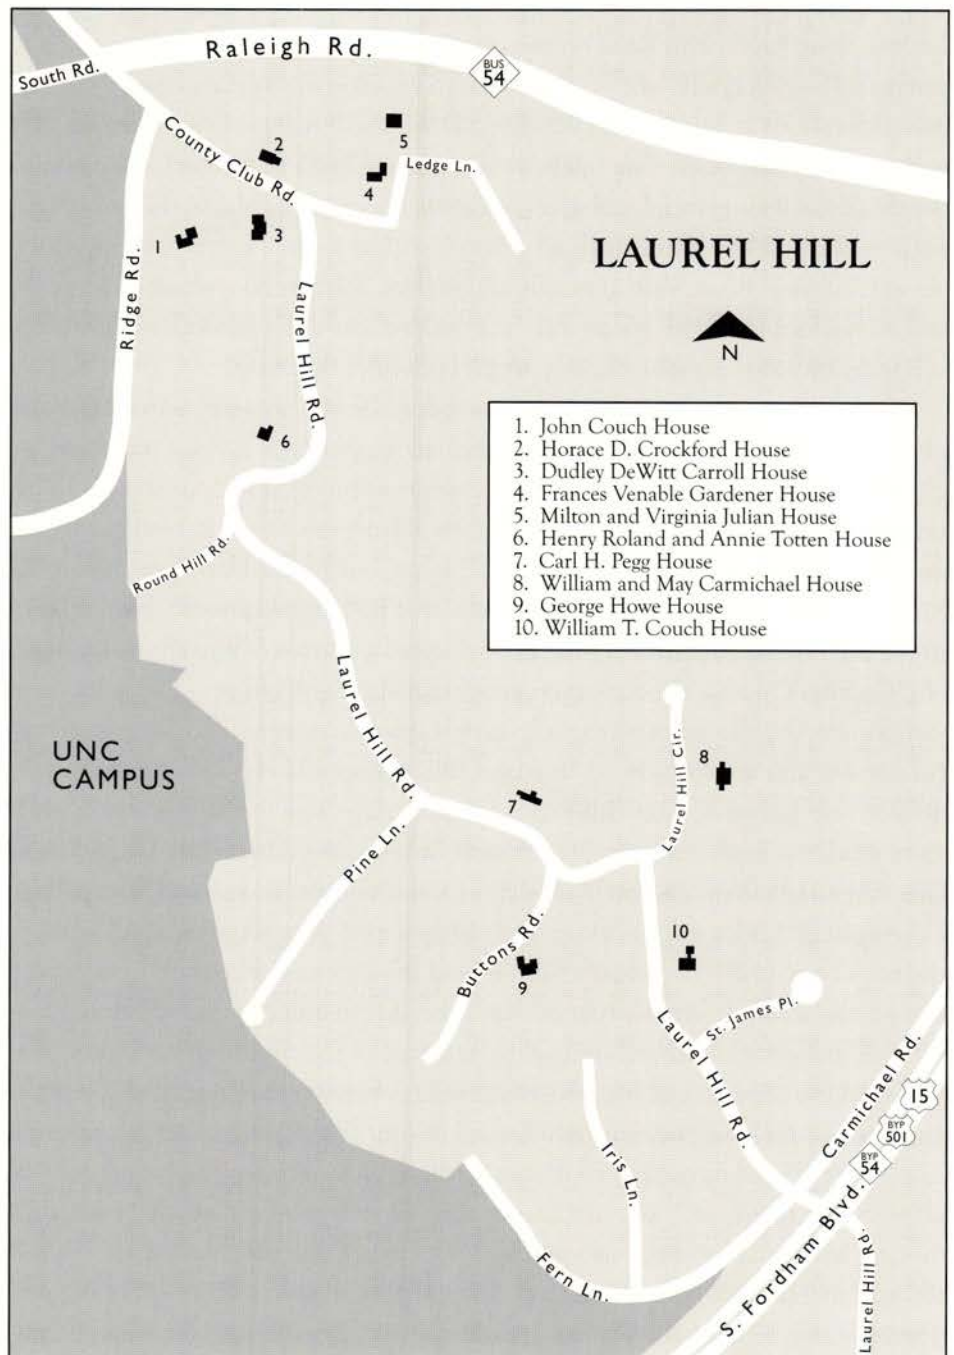 South Rd.
Raleigh Rd.
BUS
54
County Club Rd.
2
5
4
Ledge Ln.
1
3
Ridge Rd.
Laurel Hill Rd.
LAUREL HILL
N
6
Round Hill Rd.
1. John Couch House
2. Horace D. Crockford House
3. Dudley DeWitt Carroll House
4. Frances Venable Gardener House
5. Milton and Virginia Julian House
6. Henry Roland and Annie Totten House
7. Carl H. Pegg House
8. William and May Carmichael House
9. George Howe House
10. William T. Couch House
UNC
CAMPUS
Laurel Hill Rd.
7
8
Laurel Hill Cir.
Pine Ln.
Buttons Rd.
9
10
St. James Pl.
Laurel Hill Rd.
Carmichael Rd.
15
BYP
501
BYP
54
Iris Ln.
Fern Ln.
S. Fordham Blvd.
Laurel Hill Rd.